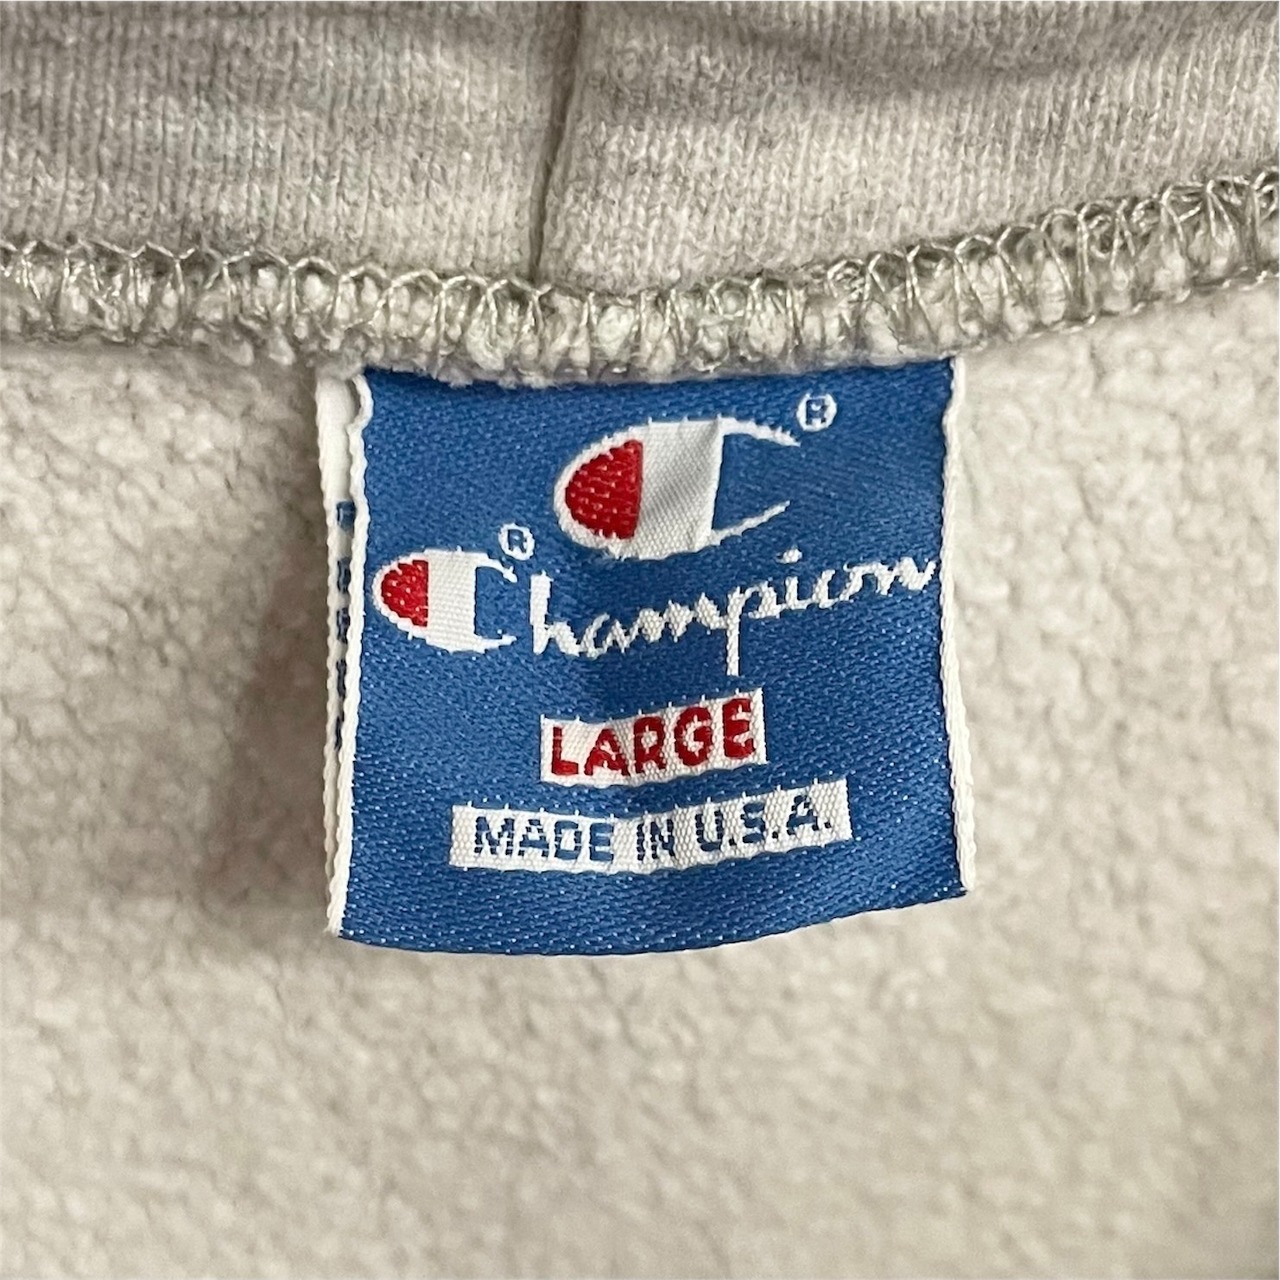 ®
Champion®
LARGE
MADE IN U.S.A.